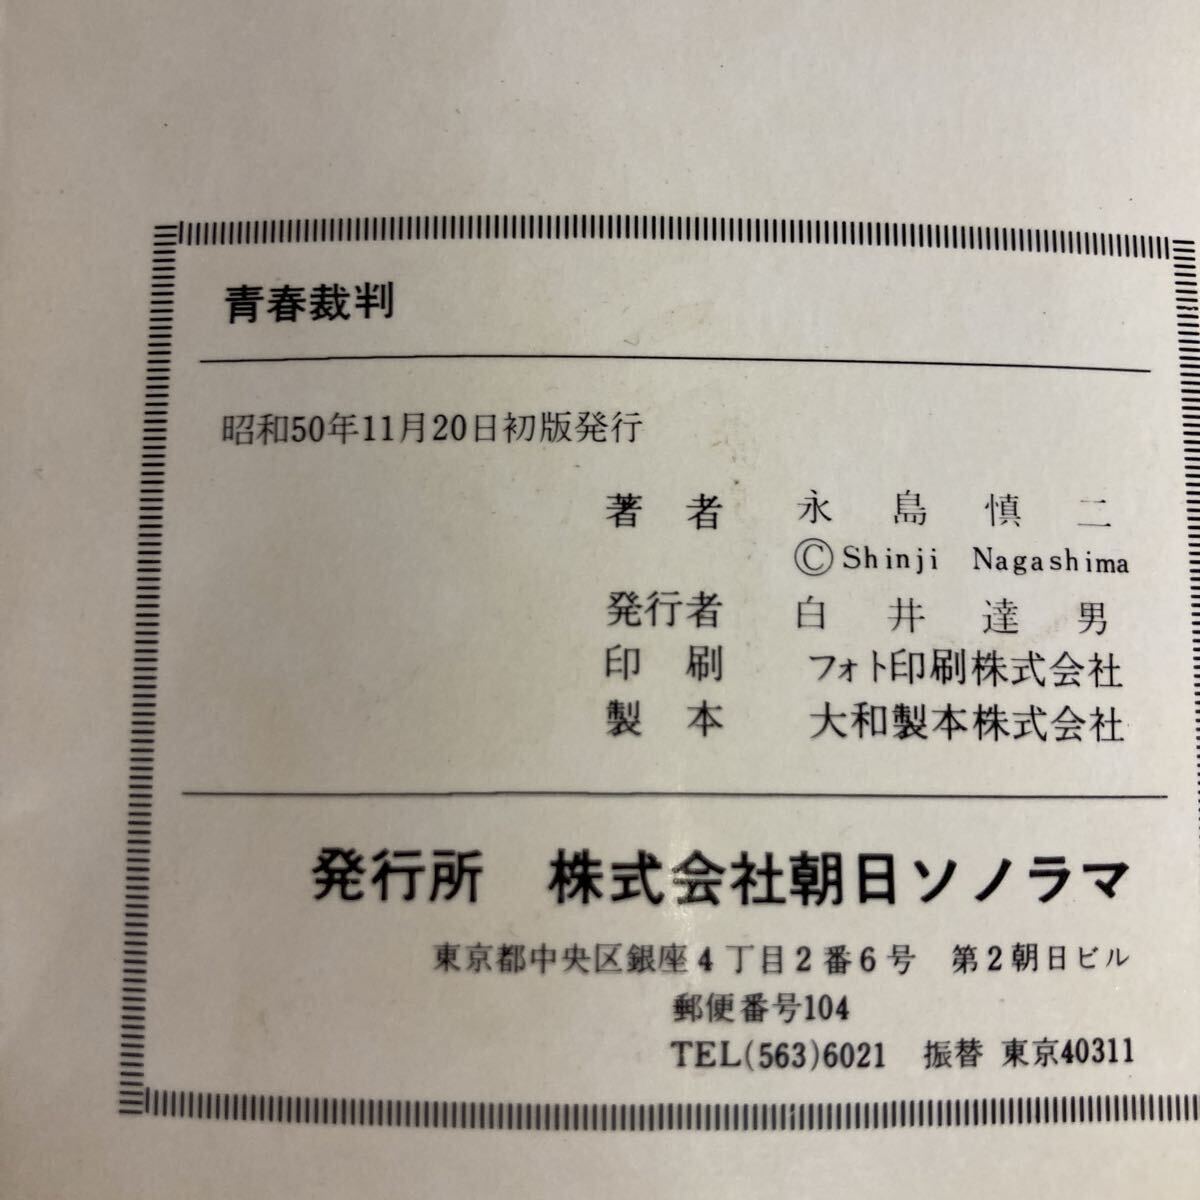 青春裁判
昭和50年11月20日初版発行
著者 永島慎二
©Shinji Nagashima
発行者 白井達男
印刷 フォト印刷株式会社
製本 大和製本株式会社
発行所 株式会社朝日ソノラマ
東京都中央区銀座4丁目2番6号 第2朝日ビル
郵便番号104
TEL(563)6021 振替 東京40311